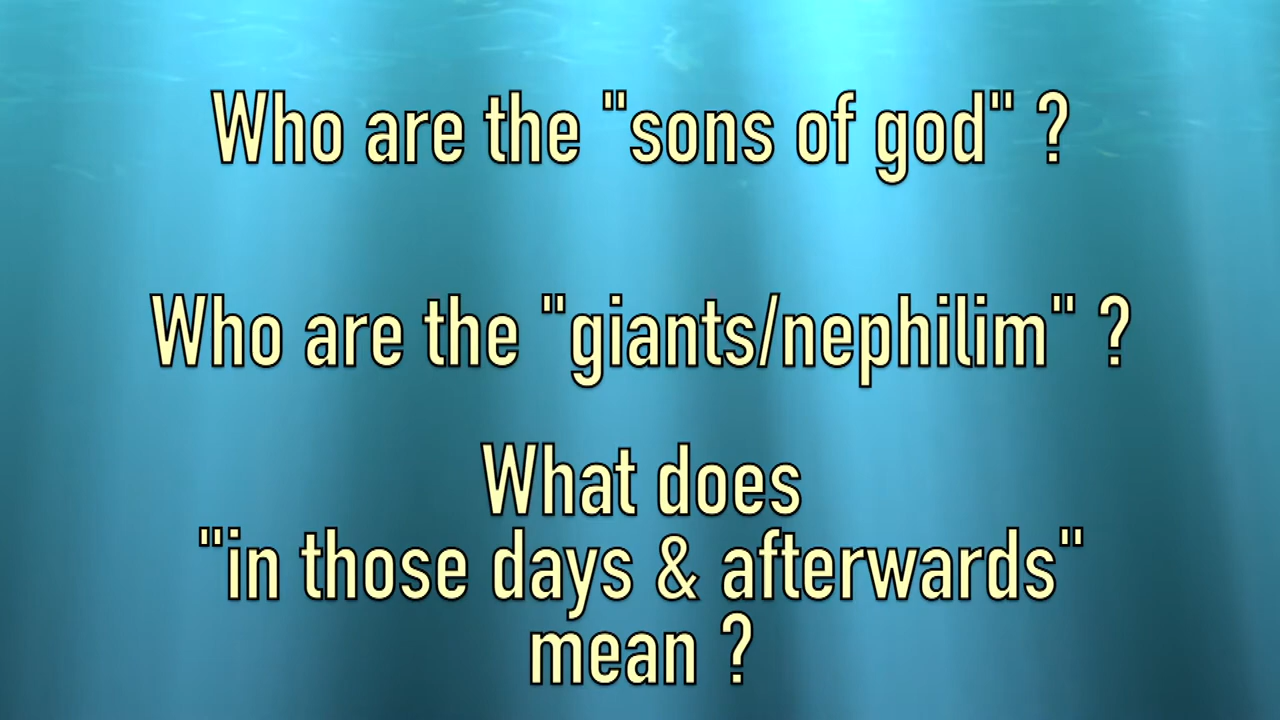 Who are the "sons of god" ?
Who are the "giants/nephilim" ?
What does
"in those days & afterwards"
mean ?